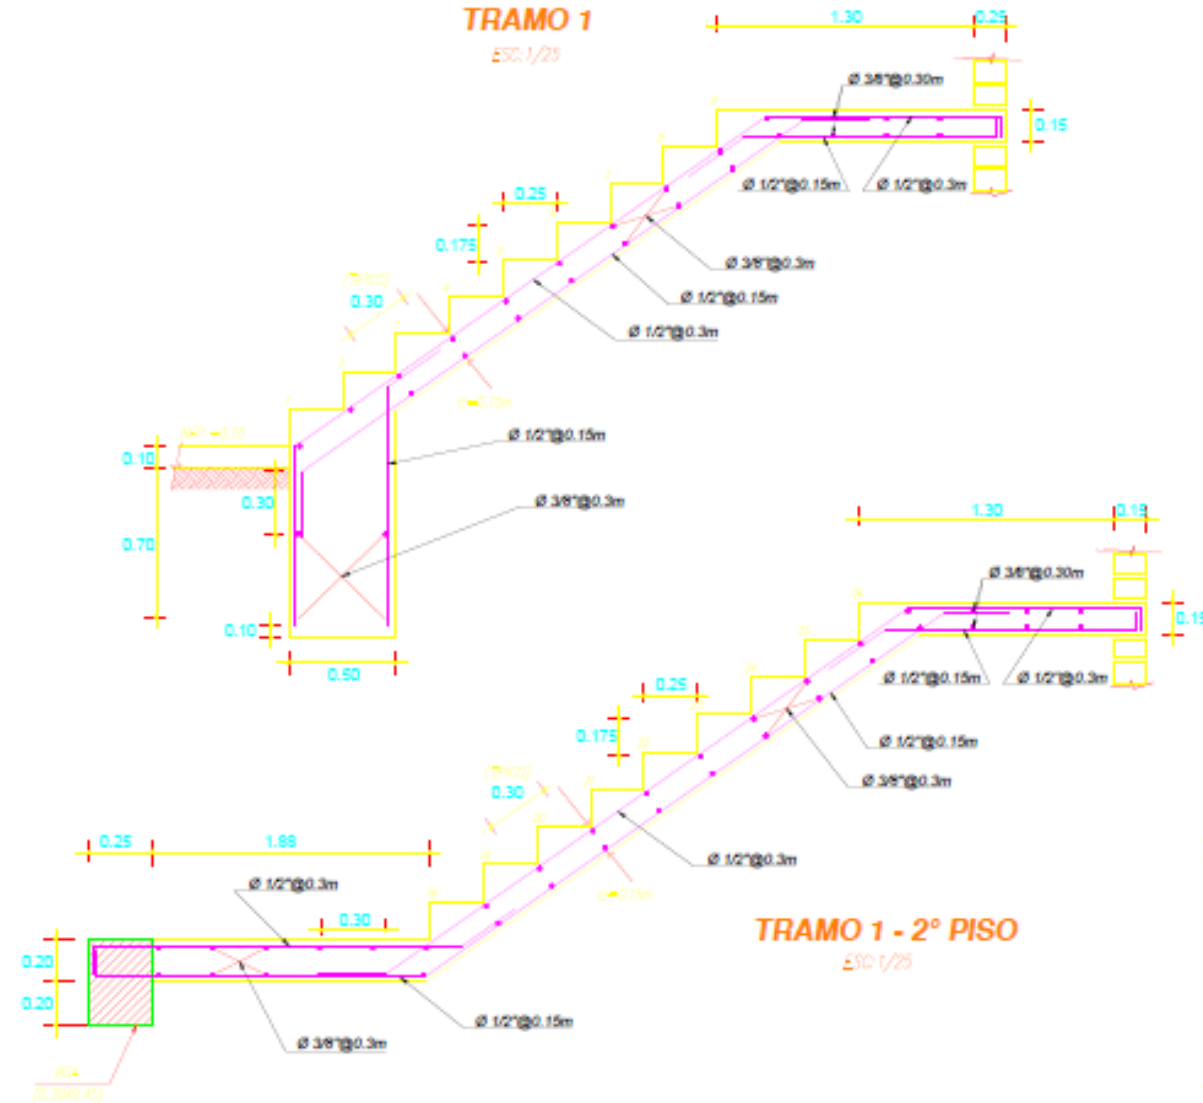 TRAMO 1
ESC:1/25
1.30
0.25
Ø 3/8"@0.30m
0.15
Ø 1/2"@0.15m
Ø 1/2"@0.3m
0.25
0.175
Ø 3/8"@0.3m
0.30
Ø 1/2"@0.15m
Ø 1/2"@0.3m
Ø 1/2"@0.15m
0.10
0.30
Ø 3/8"@0.3m
0.70
0.10
0.50
1.30
0.15
Ø 3/8"@0.30m
0.15
Ø 1/2"@0.15m
Ø 1/2"@0.3m
0.25
0.175
Ø 1/2"@0.15m
Ø 3/8"@0.3m
0.30
0.25
1.88
Ø 1/2"@0.3m
Ø 1/2"@0.3m
0.30
TRAMO 1 - 2° PISO
ESC:1/25
0.20
0.20
Ø 1/2"@0.15m
Ø 3/8"@0.3m